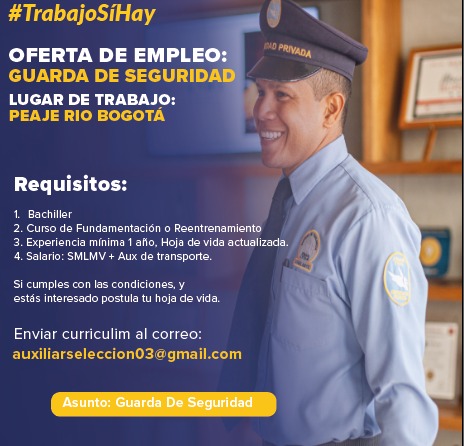 #TrabajoSíHay
OFERTA DE EMPLEO:
GUARDA DE SEGURIDAD
LUGAR DE TRABAJO:
PEAJE RIO BOGOTÁ
DAD PRIVADA
Requisitos:
1. Bachiller
2. Curso de Fundamentación o Reentrenamiento
3. Experiencia mínima 1 año, Hoja de vida actualizada.
4. Salario: SMLMV + Aux de transporte.
Si cumples con las condiciones, y
estás interesado postula tu hoja de vida.
Enviar curriculim al correo:
auxiliarseleccion03@gmail.com
Asunto: Guarda De Seguridad